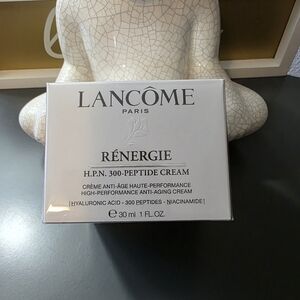 LANCÔME
PARIS
RÉNERGIE
H.P.N. 300-PEPTIDE CREAM
CRÈME ANTI-ÂGE HAUTE-PERFORMANCE
HIGH-PERFORMANCE ANTI-AGING CREAM
[HYALURONIC ACID - 300 PEPTIDES - NIACINAMIDE]
℮ 30 ml 1 FL.OZ.